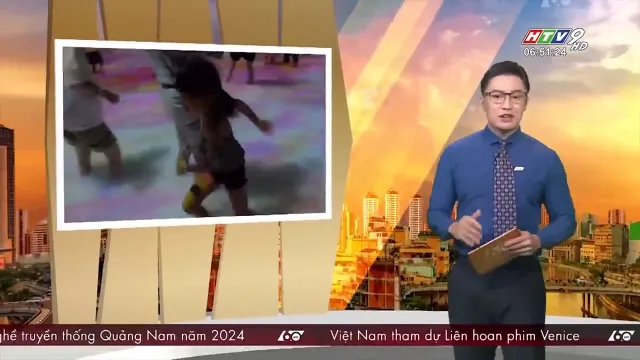 HTV9 HD
06:51:24
ghề truyền thống Quảng Nam năm 2024 60 Việt Nam tham dự Liên hoan phim Venice